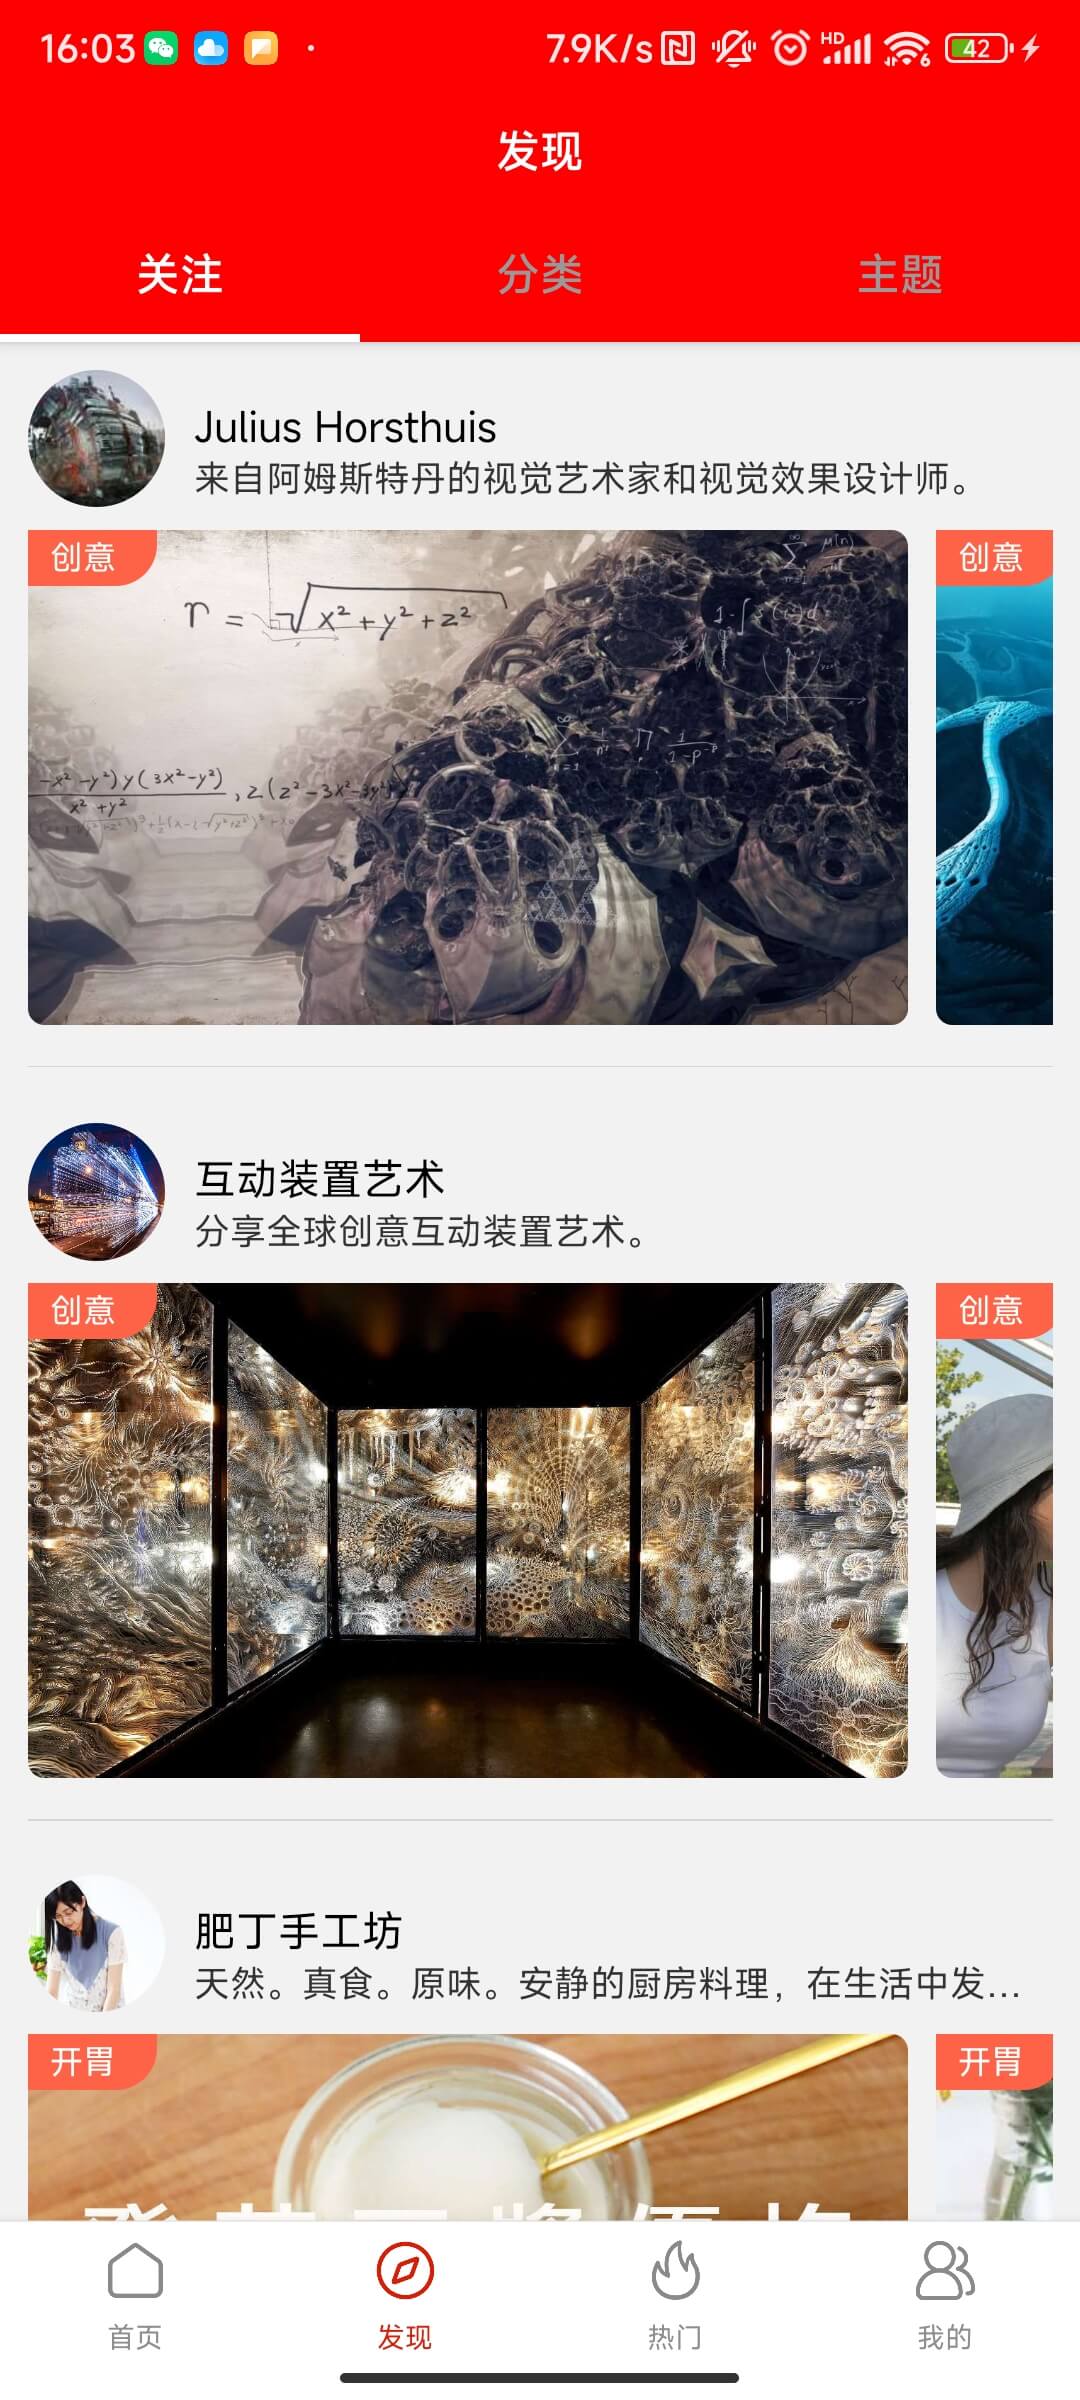 16:03
7.9K/s
HD
6
42
发现
关注 分类 主题
Julius Horsthuis
来自阿姆斯特丹的视觉艺术家和视觉效果设计师。
创意
创意
r = √x²+y²+z²
互动装置艺术
分享全球创意互动装置艺术。
创意
创意
肥丁手工坊
天然。真食。原味。安静的厨房料理，在生活中发...
开胃
开胃
首页 发现 热门 我的